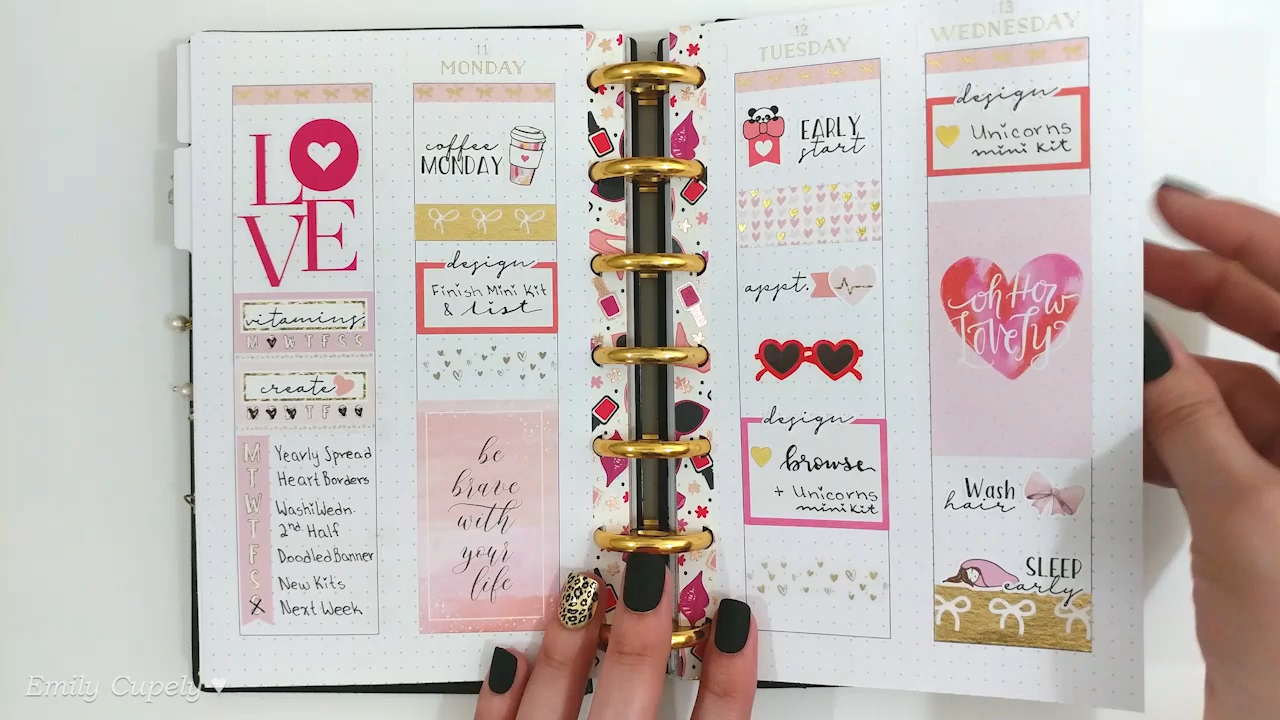 L
VE
vitamins
M W T F S S
create
W T F
M
T
W
T
F
S
S
Yearly Spread
Heart Borders
Washi Wedn.
2nd Half
Doodled Banner
New Kits
X Next Week
11
MONDAY
coffee
MONDAY
design
Finish Mini Kit
& list
be
brave
with
your
life
12
TUESDAY
EARLY
start
appt.
design
browse
+ Unicorns
mini kit
13
WEDNESDAY
design
Unicorns
mini kit
oh How
LoveLy
Wash
hair
SLEEP
early
Emily Cupely ♥